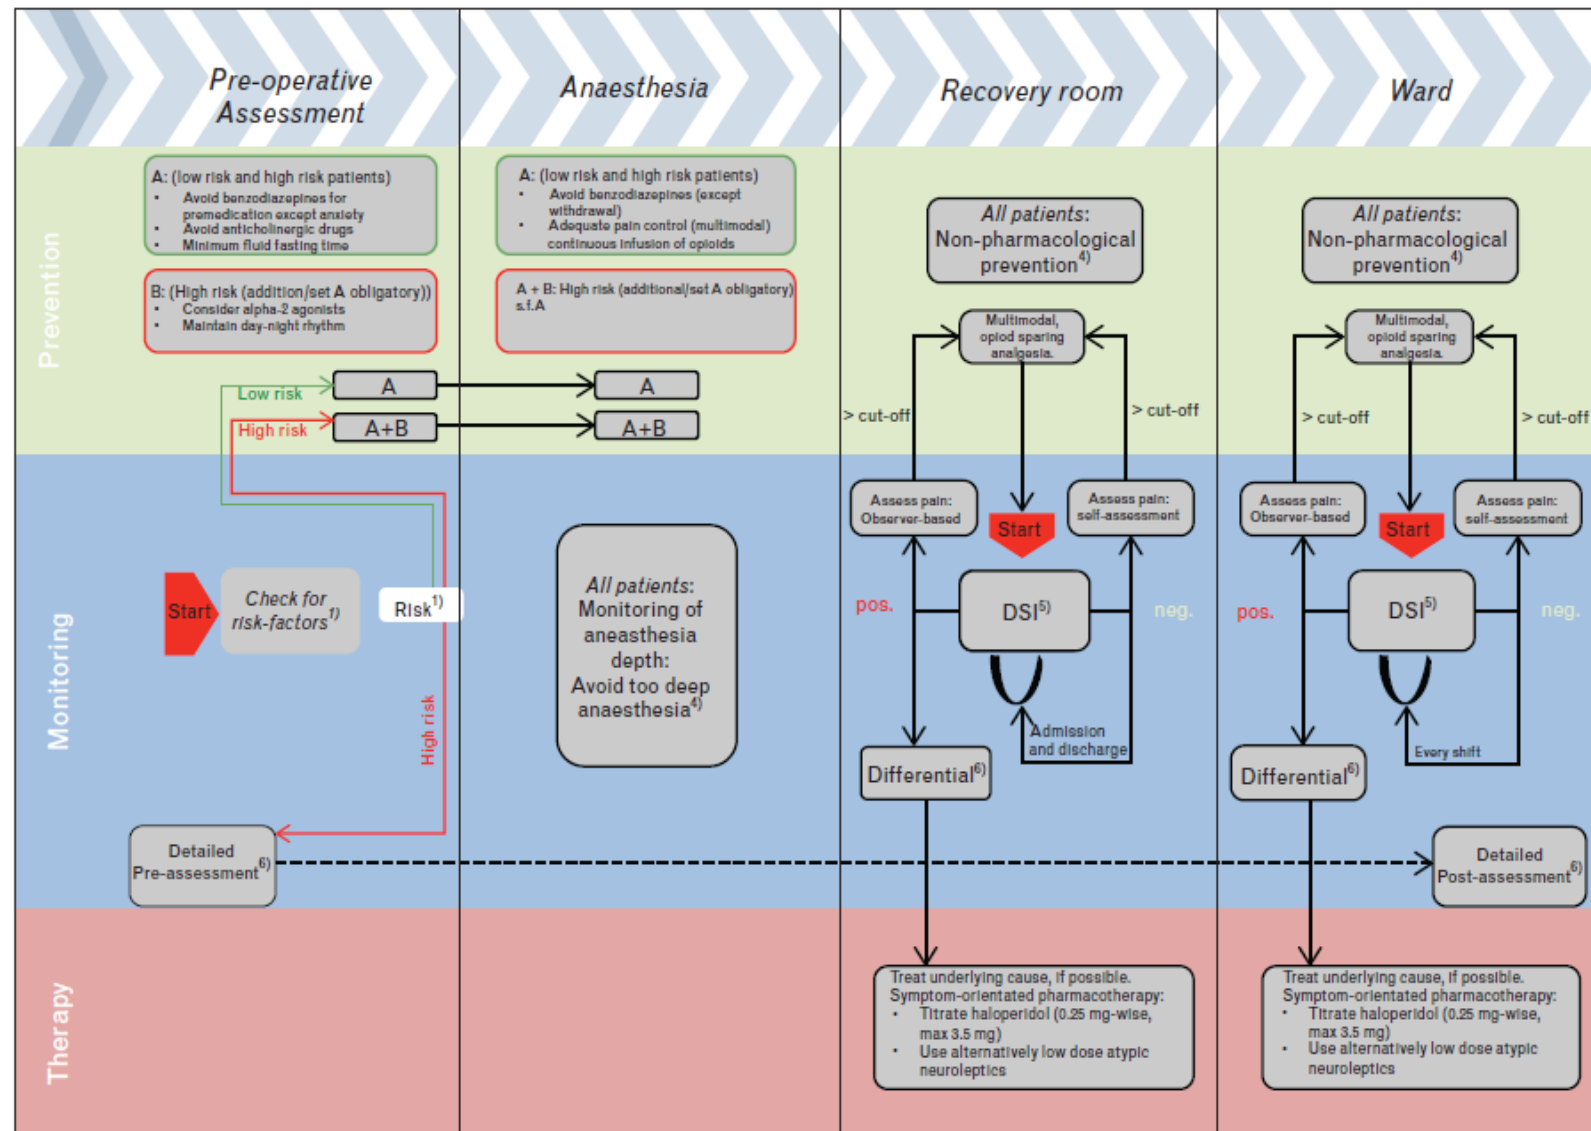 Pre-operative
Assessment
Anaesthesia
Recovery room
Ward
Prevention
A: (low risk and high risk patients)
• Avoid benzodiazepines for
premedication except anxiety
• Avoid anticholinergic drugs
• Minimum fluid fasting time
B: (High risk (addition/set A obligatory))
• Consider alpha-2 agonists
• Maintain day-night rhythm
Low risk
A
High risk
A+B
A: (low risk and high risk patients)
• Avoid benzodiazepines (except
withdrawal)
• Adequate pain control (multimodal)
continuous infusion of opioids
A + B: High risk (additional/set A obligatory)
s.f.A
A
A+B
All patients:
Non-pharmacological
prevention4)
Multimodal,
opiod sparing
analgesia.
> cut-off
> cut-off
All patients:
Non-pharmacological
prevention4)
Multimodal,
opioid sparing
analgesia.
> cut-off
> cut-off
Monitoring
Start
Check for
risk-factors1)
Risk1)
High risk
Detailed
Pre-assessment6)
All patients:
Monitoring of
aneasthesia
depth:
Avoid too deep
anaesthesia4)
Assess pain:
Observer-based
Start
Assess pain:
self-assessment
pos.
DSI5)
neg.
Admission
and discharge
Differential6)
Assess pain:
Observer-based
Start
Assess pain:
self-assessment
pos.
DSI5)
neg.
Every shift
Differential6)
Detailed
Post-assessment6)
Therapy
Treat underlying cause, if possible.
Symptom-orientated pharmacotherapy:
• Titrate haloperidol (0.25 mg-wise,
max 3.5 mg)
• Use alternatively low dose atypic
neuroleptics
Treat underlying cause, if possible.
Symptom-orientated pharmacotherapy:
• Titrate haloperidol (0.25 mg-wise,
max 3.5 mg)
• Use alternatively low dose atypic
neuroleptics